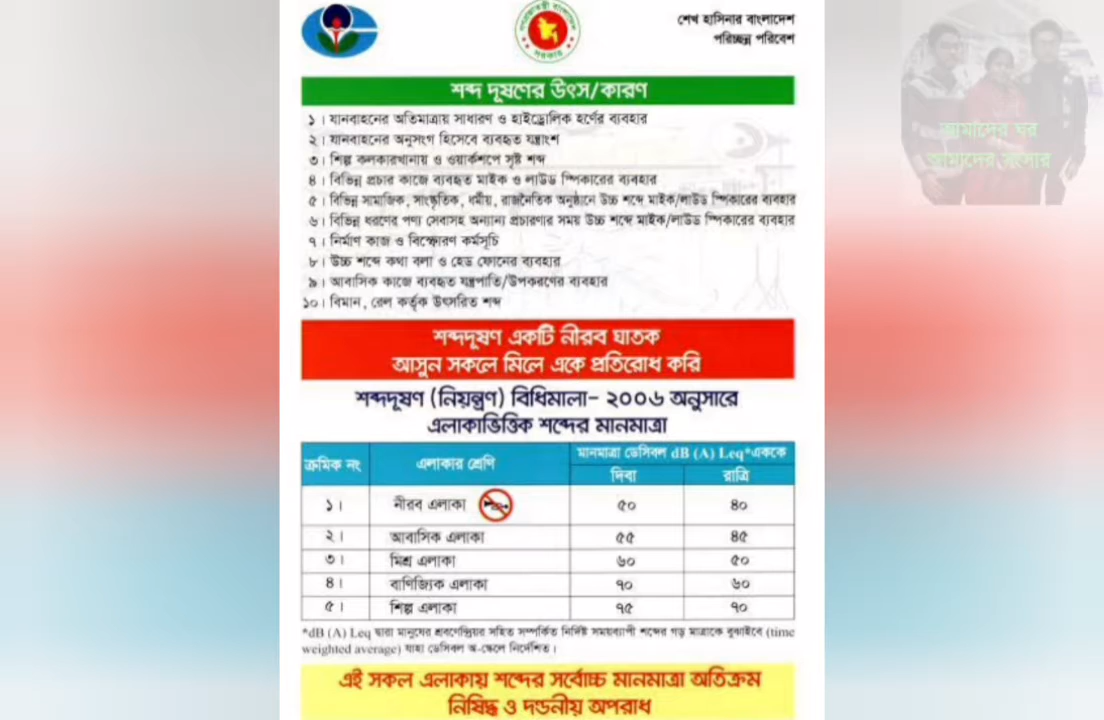 শেখ হাসিনার বাংলাদেশ
পরিচ্ছন্ন পরিবেশ
আমাদের ঘর
আমাদের সংসার
শব্দ দূষণের উৎস/কারণ
১। যানবাহনের অতিমাত্রায় সাধারণ ও হাইড্রোলিক হর্ণের ব্যবহার
২। যানবাহনের অনুসংগ হিসেবে ব্যবহৃত যন্ত্রাংশ
৩। শিল্প কলকারখানায় ও ওয়ার্কশপে সৃষ্ট শব্দ
৪। বিভিন্ন প্রচার কাজে ব্যবহৃত মাইক ও লাউড স্পিকারের ব্যবহার
৫। বিভিন্ন সামাজিক, সাংস্কৃতিক, ধর্মীয়, রাজনৈতিক অনুষ্ঠানে উচ্চ শব্দে মাইক/লাউড স্পিকারের ব্যবহার
৬। বিভিন্ন ধরণের পণ্য সেবাসহ অন্যান্য প্রচারণার সময় উচ্চ শব্দে মাইক/লাউড স্পিকারের ব্যবহার
৭। নির্মাণ কাজ ও বিস্ফোরণ কর্মসূচি
৮। উচ্চ শব্দে কথা বলা ও হেড ফোনের ব্যবহার
৯। আবাসিক কাজে ব্যবহৃত যন্ত্রপাতি/উপকরণের ব্যবহার
১০। বিমান, রেল কর্তৃক উৎসরিত শব্দ
শব্দদূষণ একটি নীরব ঘাতক
আসুন সকলে মিলে একে প্রতিরোধ করি
শব্দদূষণ (নিয়ন্ত্রণ) বিধিমালা- ২০০৬ অনুসারে
এলাকাভিত্তিক শব্দের মানমাত্রা
ক্রমিক নং এলাকার শ্রেণি মানমাত্রা ডেসিবল dB (A) Leq*এককে
দিবা রাত্রি
১। নীরব এলাকা ৫০ ৪০
২। আবাসিক এলাকা ৫৫ ৪৫
৩। মিশ্র এলাকা ৬০ ৫০
৪। বাণিজ্যিক এলাকা ৭০ ৬০
৫। শিল্প এলাকা ৭৫ ৭০
*dB (A) Leq দ্বারা মানুষের শ্রবণেন্দ্রিয়র সহিত সম্পর্কিত নির্দিষ্ট সময়ব্যাপী শব্দের গড় মাত্রাকে বুঝাইবে (time
weighted average) যাহা ডেসিবল অ-স্কেলে নির্দেশিত।
এই সকল এলাকায় শব্দের সর্বোচ্চ মানমাত্রা অতিক্রম
নিষিদ্ধ ও দণ্ডনীয় অপরাধ